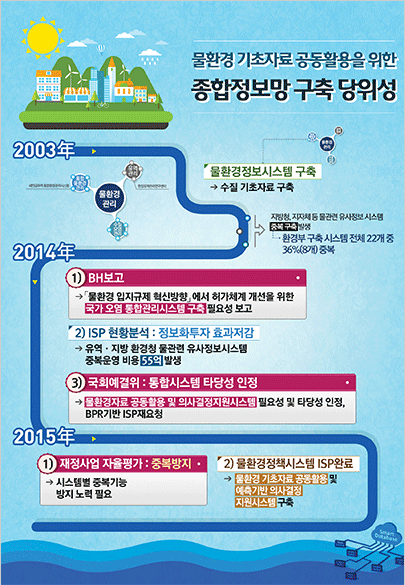 물환경 기초자료 공동활용을 위한
종합정보망 구축 당위성
2003年
물환경
관리
물환경
관리
물환경정보시스템 구축
→ 수질 기초자료 구축
지방청, 지자체 등 물관련 유사정보 시스템
중복 구축 발생
- 환경부 구축 시스템 전체 22개 중
36%(8개) 중복
2014年
1) BH보고
→「물환경 입지규제 혁신방향」에서 허가체계 개선을 위한
국가 오염 통합관리시스템 구축 필요성 보고
2) ISP 현황분석 : 정보화투자 효과저감
→ 유역 · 지방 환경청 물관련 유사정보시스템
중복운영 비용 55억 발생
3) 국회예결위 : 통합시스템 타당성 인정
→ 물환경자료 공동활용 및 의사결정지원시스템 필요성 및 타당성 인정,
BPR기반 ISP재요청
2015年
1) 재정사업 자율평가 : 중복방지
→ 시스템별 중복기능
방지 노력 필요
2) 물환경정책시스템 ISP완료
→ 물환경 기초자료 공동활용 및
예측기반 의사결정
지원시스템 구축
Smart
Database